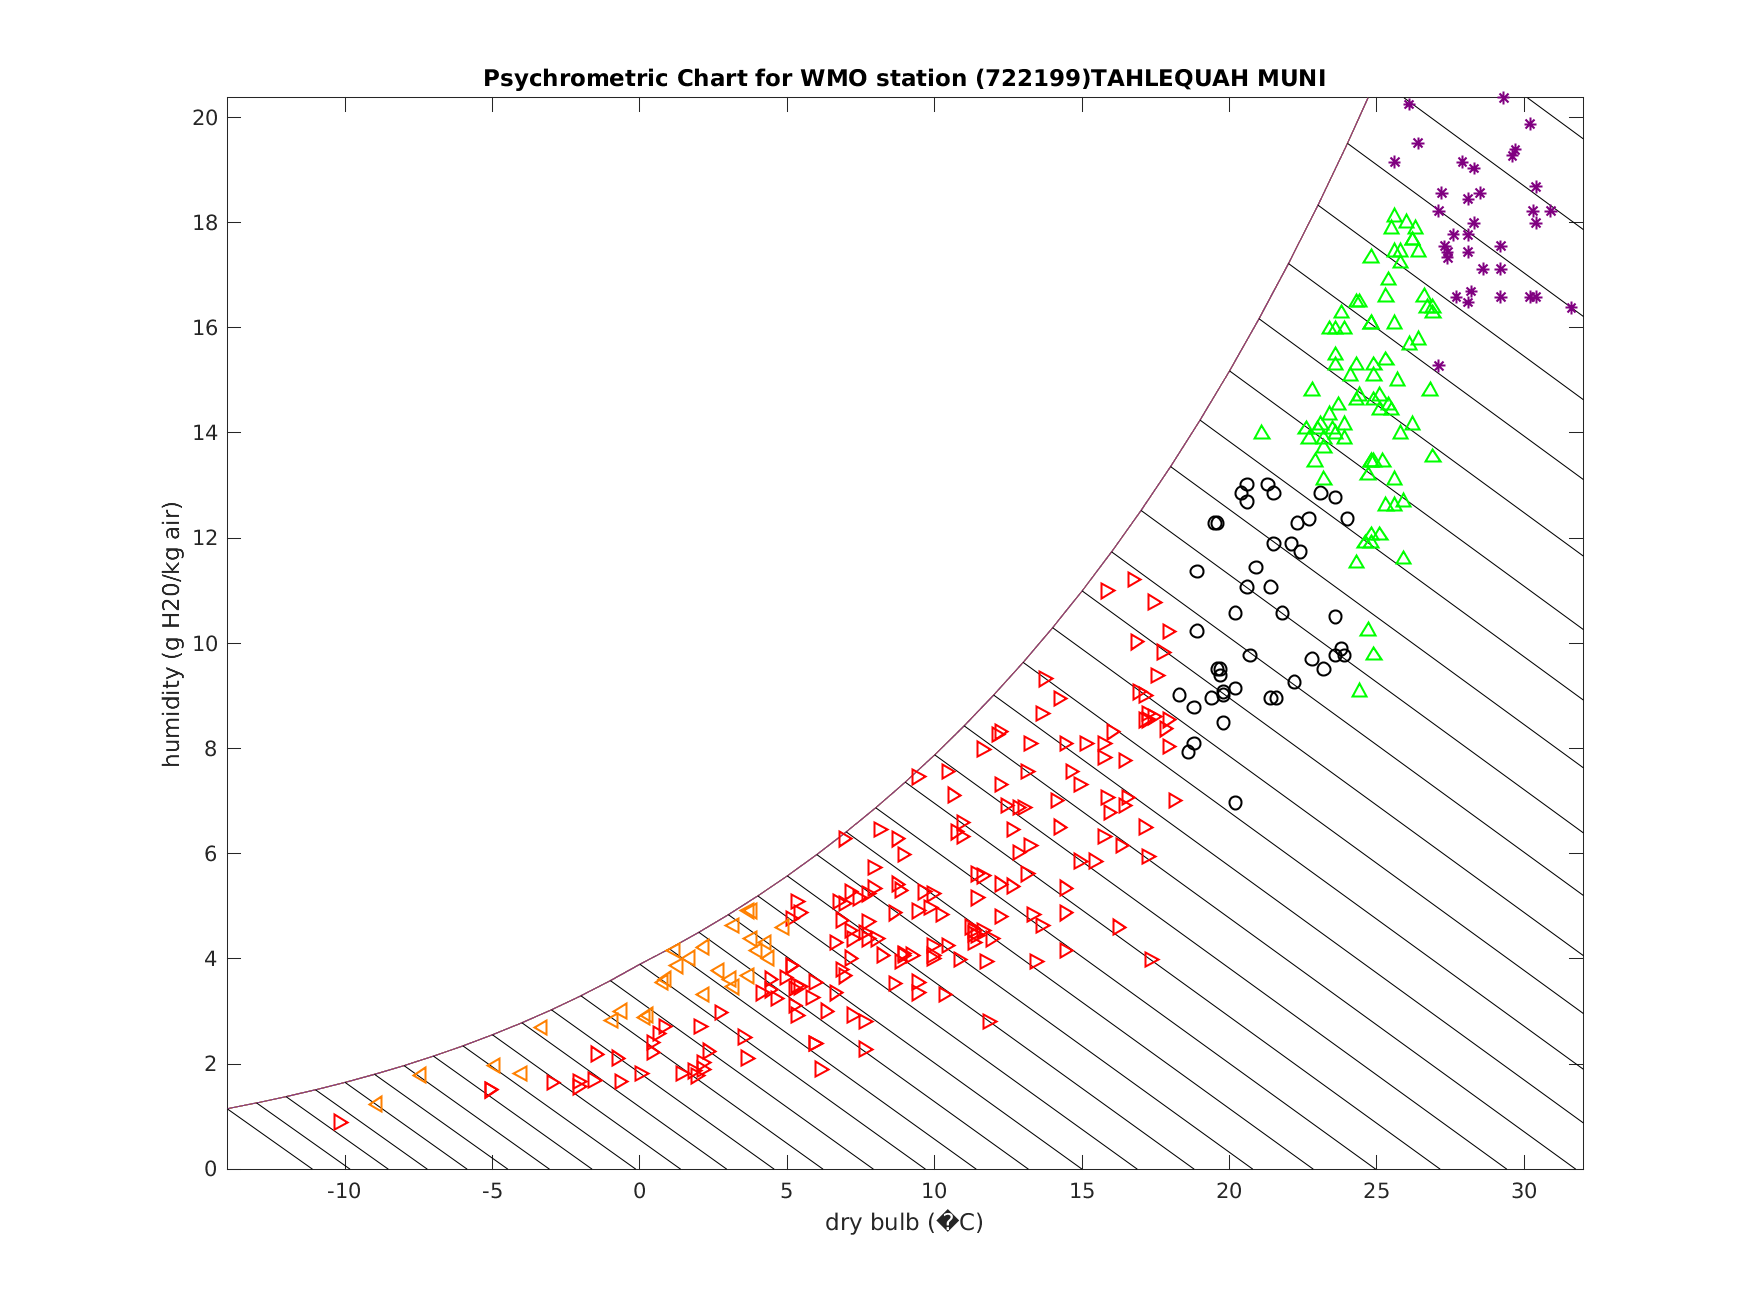 Psychrometric Chart for WMO station (722199)TAHLEQUAH MUNI
20
18
16
14
12
10
8
6
4
2
0
humidity (g H20/kg air)
-10 -5 0 5 10 15 20 25 30
dry bulb (�C)